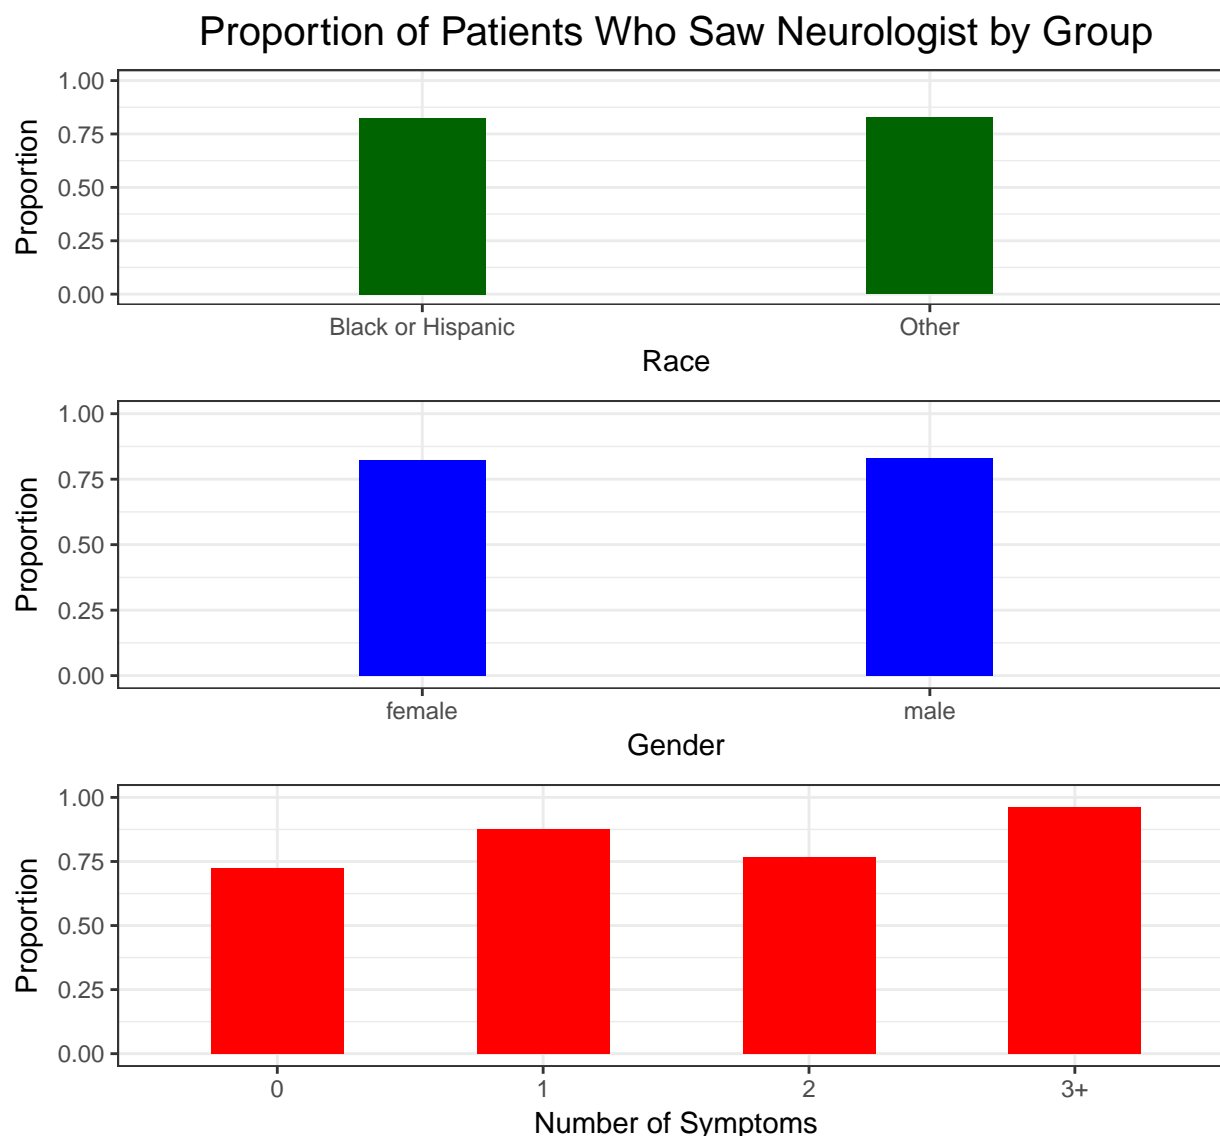 Proportion of Patients Who Saw Neurologist by Group
1.00
0.75
0.50
0.25
0.00
Proportion
Black or Hispanic Other
Race
1.00
0.75
0.50
0.25
0.00
Proportion
female male
Gender
1.00
0.75
0.50
0.25
0.00
Proportion
0 1 2 3+
Number of Symptoms